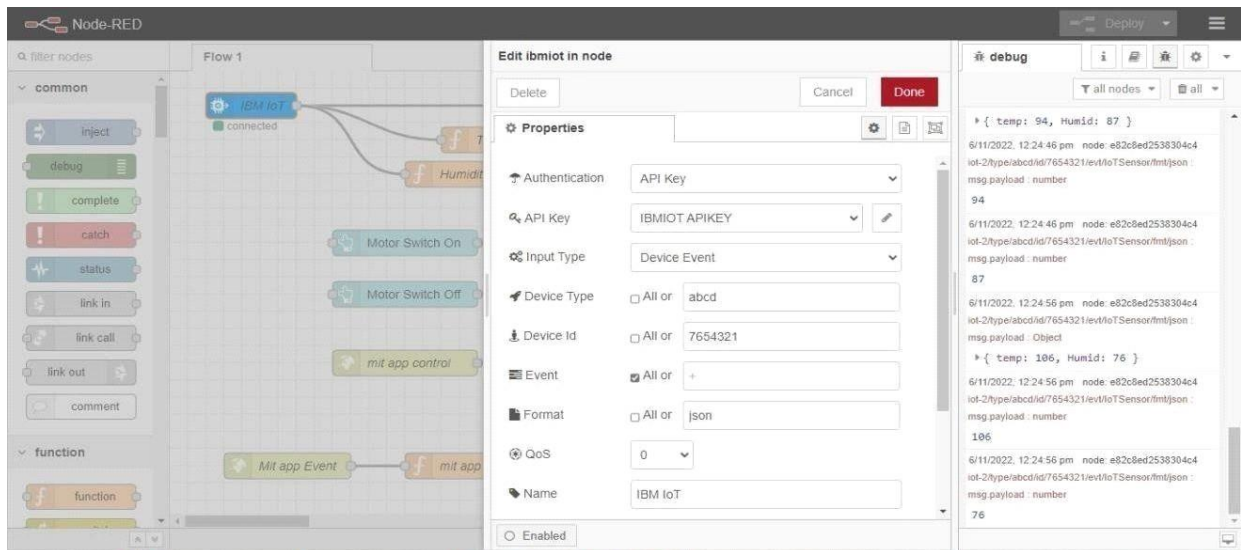 Node-RED
Deploy
filter nodes
common
inject
debug
complete
catch
status
link in
link call
link out
comment
function
function
Flow 1
IBM IoT
connected
Humidit
Motor Switch On
Motor Switch Off
mit app control
Mit app Event
mit app
Edit ibmiot in node
Delete
Cancel
Done
Properties
Authentication
API Key
API Key
IBMIOT APIKEY
Input Type
Device Event
Device Type
All or
abcd
Device Id
All or
7654321
Event
All or
+
Format
All or
json
QoS
0
Name
IBM IoT
Enabled
debug
all nodes
all
{ temp: 94, Humid: 87 }
6/11/2022, 12:24:46 pm node: e82c8ed2538304c4
iot-2/type/abcd/id/7654321/evt/IoTSensor/fmt/json :
msg.payload : number
94
6/11/2022, 12:24:46 pm node: e82c8ed2538304c4
iot-2/type/abcd/id/7654321/evt/IoTSensor/fmt/json :
msg.payload : number
87
6/11/2022, 12:24:56 pm node: e82c8ed2538304c4
iot-2/type/abcd/id/7654321/evt/IoTSensor/fmt/json :
msg.payload : Object
{ temp: 106, Humid: 76 }
6/11/2022, 12:24:56 pm node: e82c8ed2538304c4
iot-2/type/abcd/id/7654321/evt/IoTSensor/fmt/json :
msg.payload : number
106
6/11/2022, 12:24:56 pm node: e82c8ed2538304c4
iot-2/type/abcd/id/7654321/evt/IoTSensor/fmt/json :
msg.payload : number
76